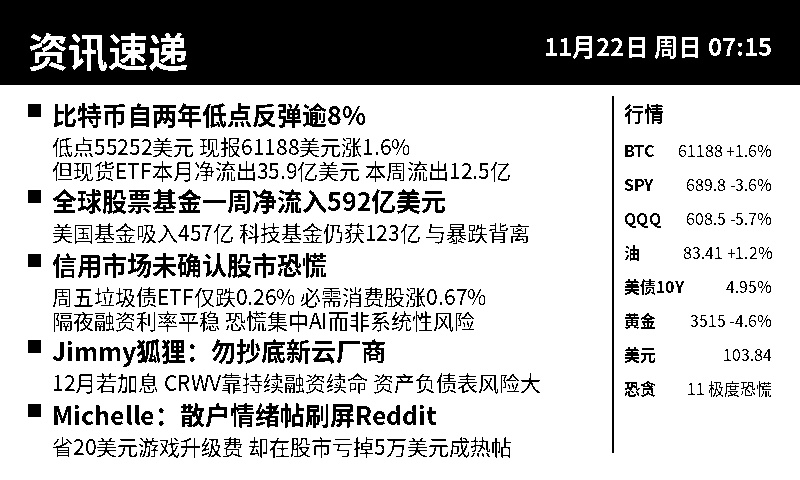 资讯速递
11月22日 周日 07:15
比特币自两年低点反弹逾8%
低点55252美元 现报61188美元涨1.6%
但现货ETF本月净流出35.9亿美元 本周流出12.5亿
全球股票基金一周净流入592亿美元
美国基金吸入457亿 科技基金仍获123亿 与暴跌背离
信用市场未确认股市恐慌
周五垃圾债ETF仅跌0.26% 必需消费股涨0.67%
隔夜融资利率平稳 恐慌集中AI而非系统性风险
Jimmy狐狸：勿抄底新云厂商
12月若加息 CRWV靠持续融资续命 资产负债表风险大
Michelle：散户情绪帖刷屏Reddit
省20美元游戏升级费 却在股市亏掉5万美元成热帖
行情
BTC 61188 +1.6%
SPY 689.8 -3.6%
QQQ 608.5 -5.7%
油 83.41 +1.2%
美债10Y 4.95%
黄金 3515 -4.6%
美元 103.84
恐贪 11 极度恐慌